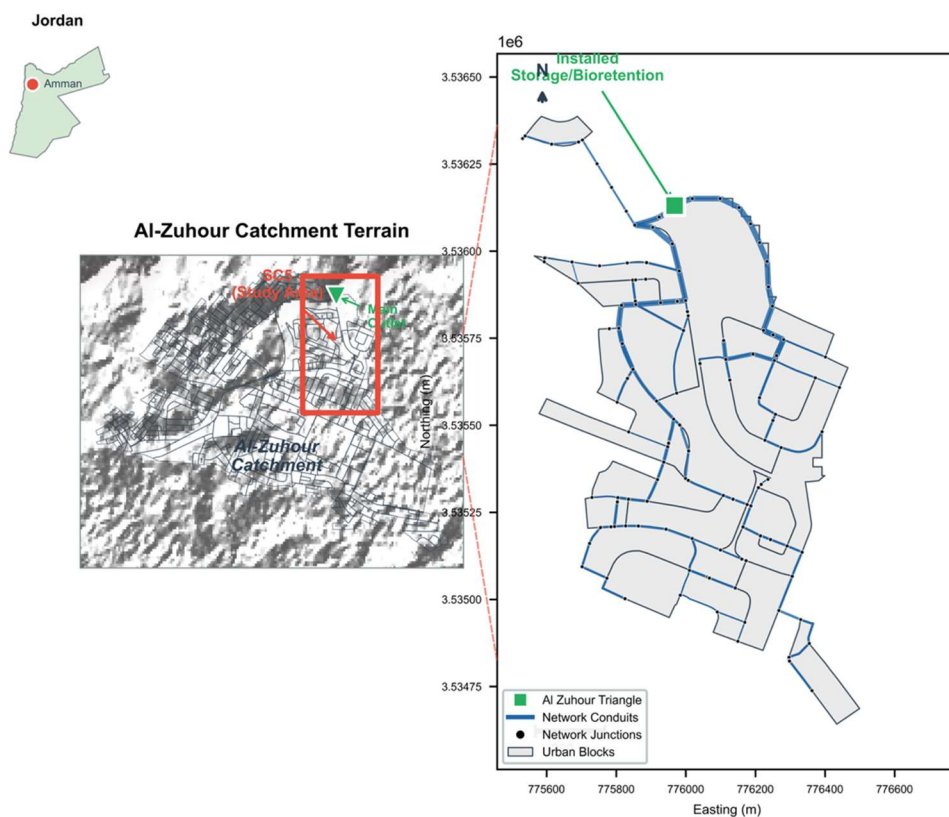 Jordan
Amman
Al-Zuhour Catchment Terrain
SC5
(Study Area)
Main
Outlet
Al-Zuhour
Catchment
1e6
Installed
Storage/Bioretention
N
3.53650
3.53625
3.53600
3.53575
3.53550
3.53525
3.53500
3.53475
Northing (m)
Al Zuhour Triangle
Network Conduits
Network Junctions
Urban Blocks
775600
775800
776000
776200
776400
776600
Easting (m)